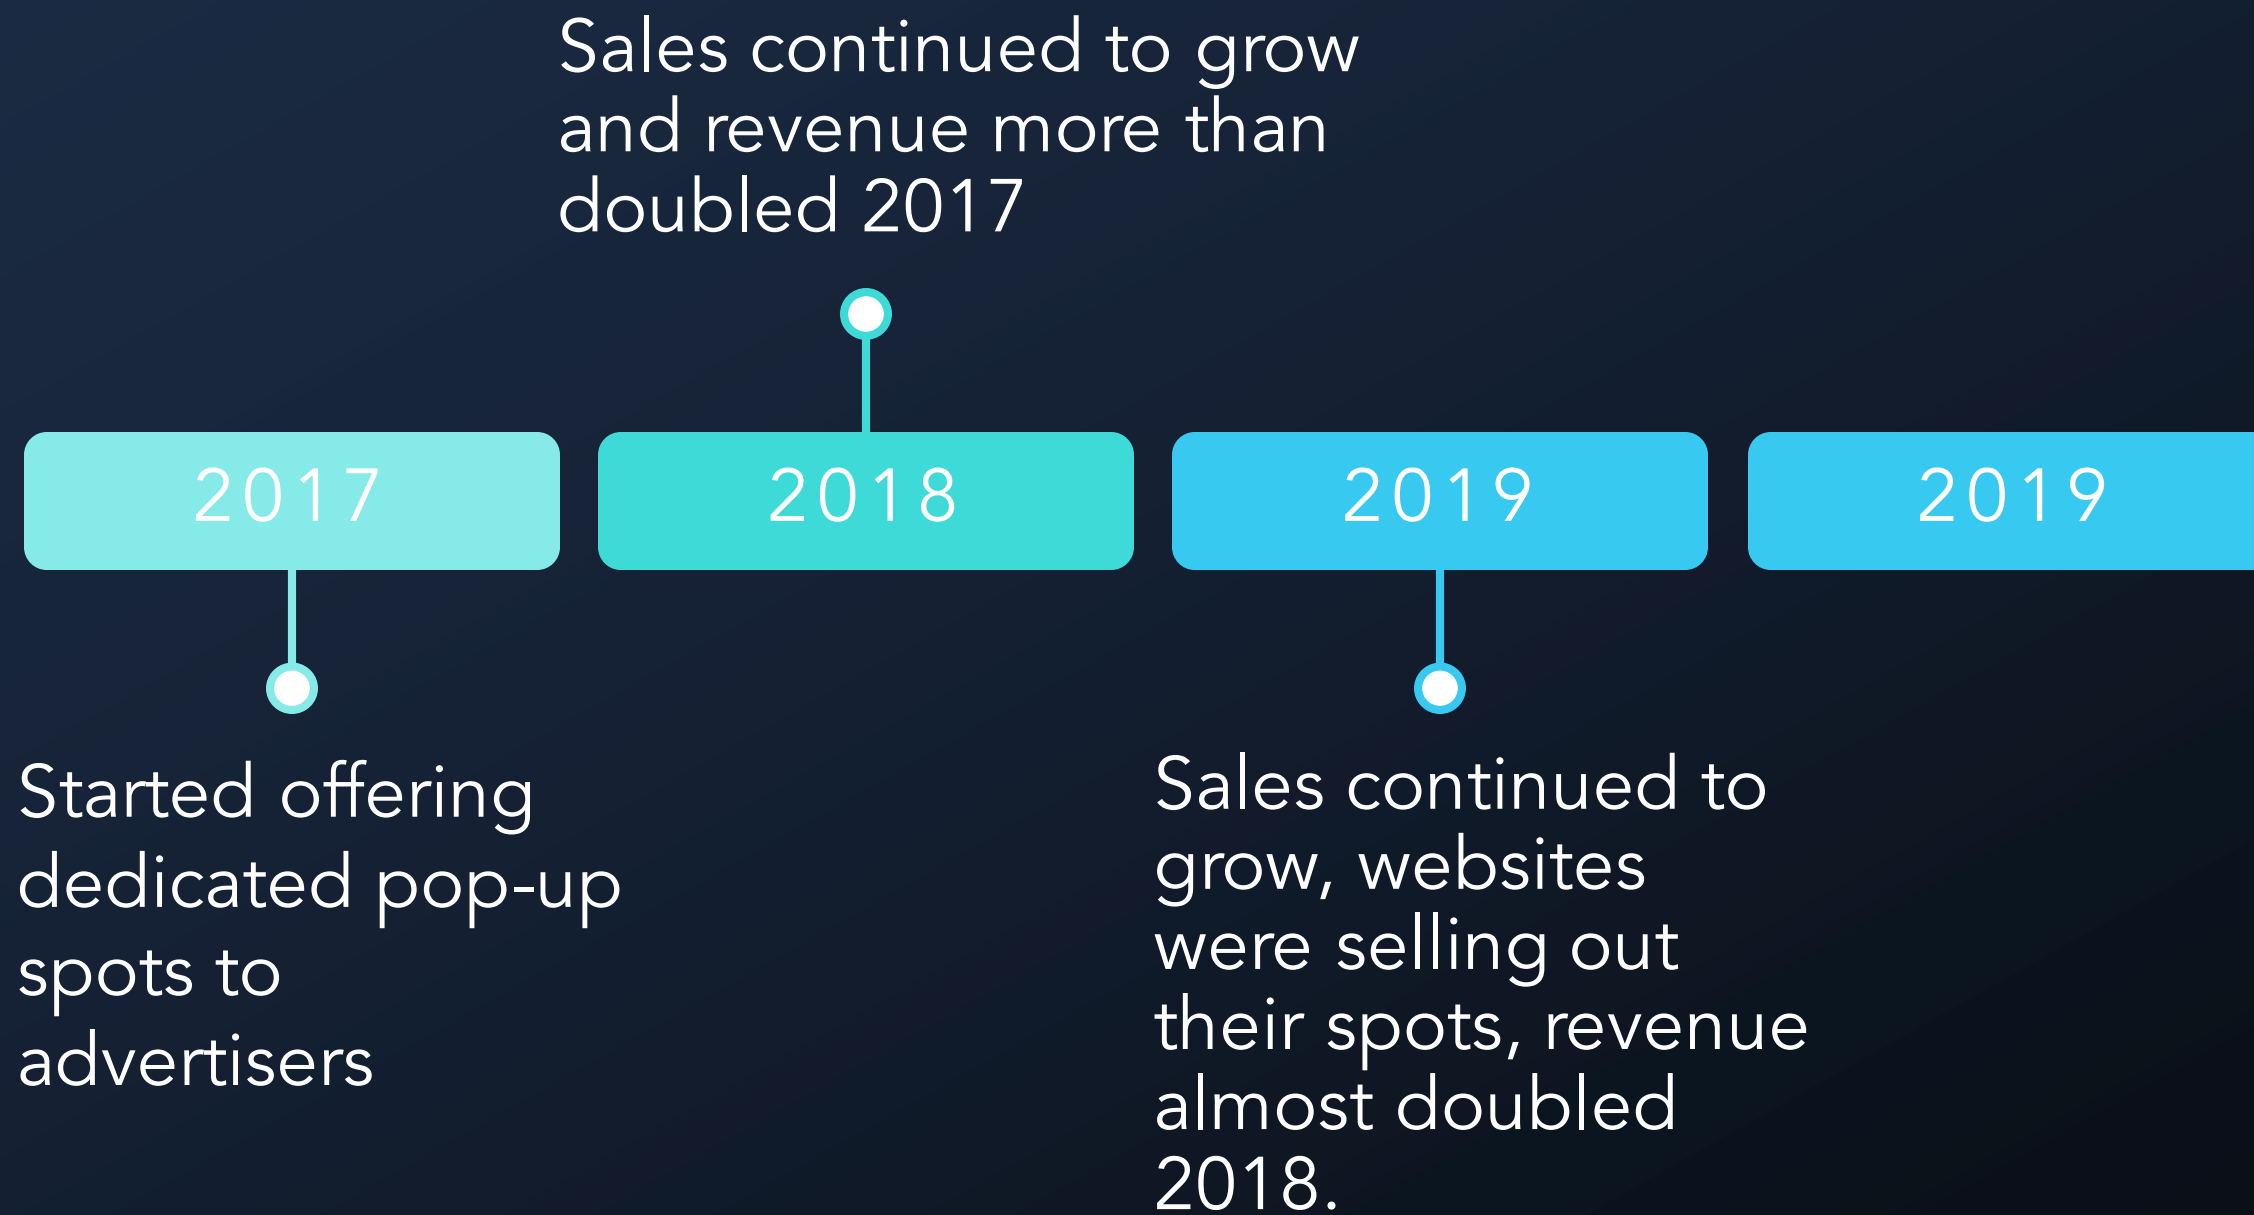 Sales continued to grow
and revenue more than
doubled 2017
2017
2018
2019
2019
Started offering
dedicated pop-up
spots to
advertisers
Sales continued to
grow, websites
were selling out
their spots, revenue
almost doubled
2018.